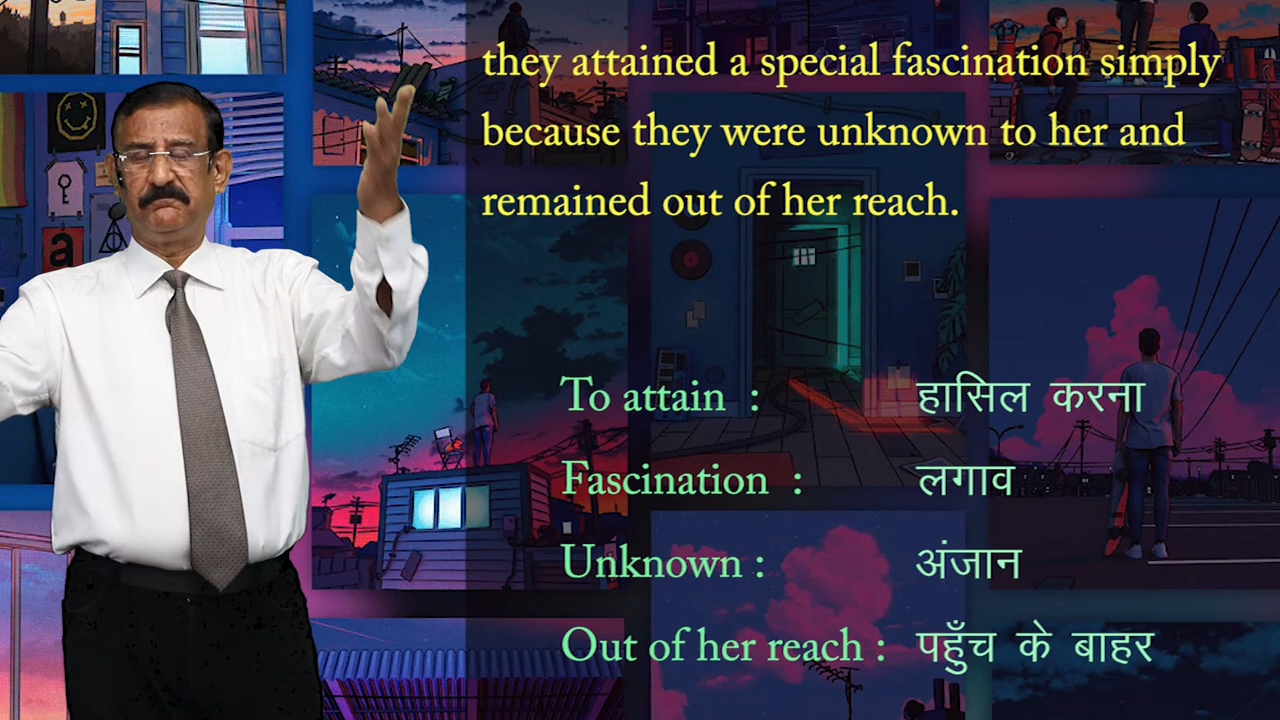 they attained a special fascination simply
because they were unknown to her and
remained out of her reach.
To attain : हासिल करना
Fascination : लगाव
Unknown : अंजान
Out of her reach : पहुँच के बाहर
a